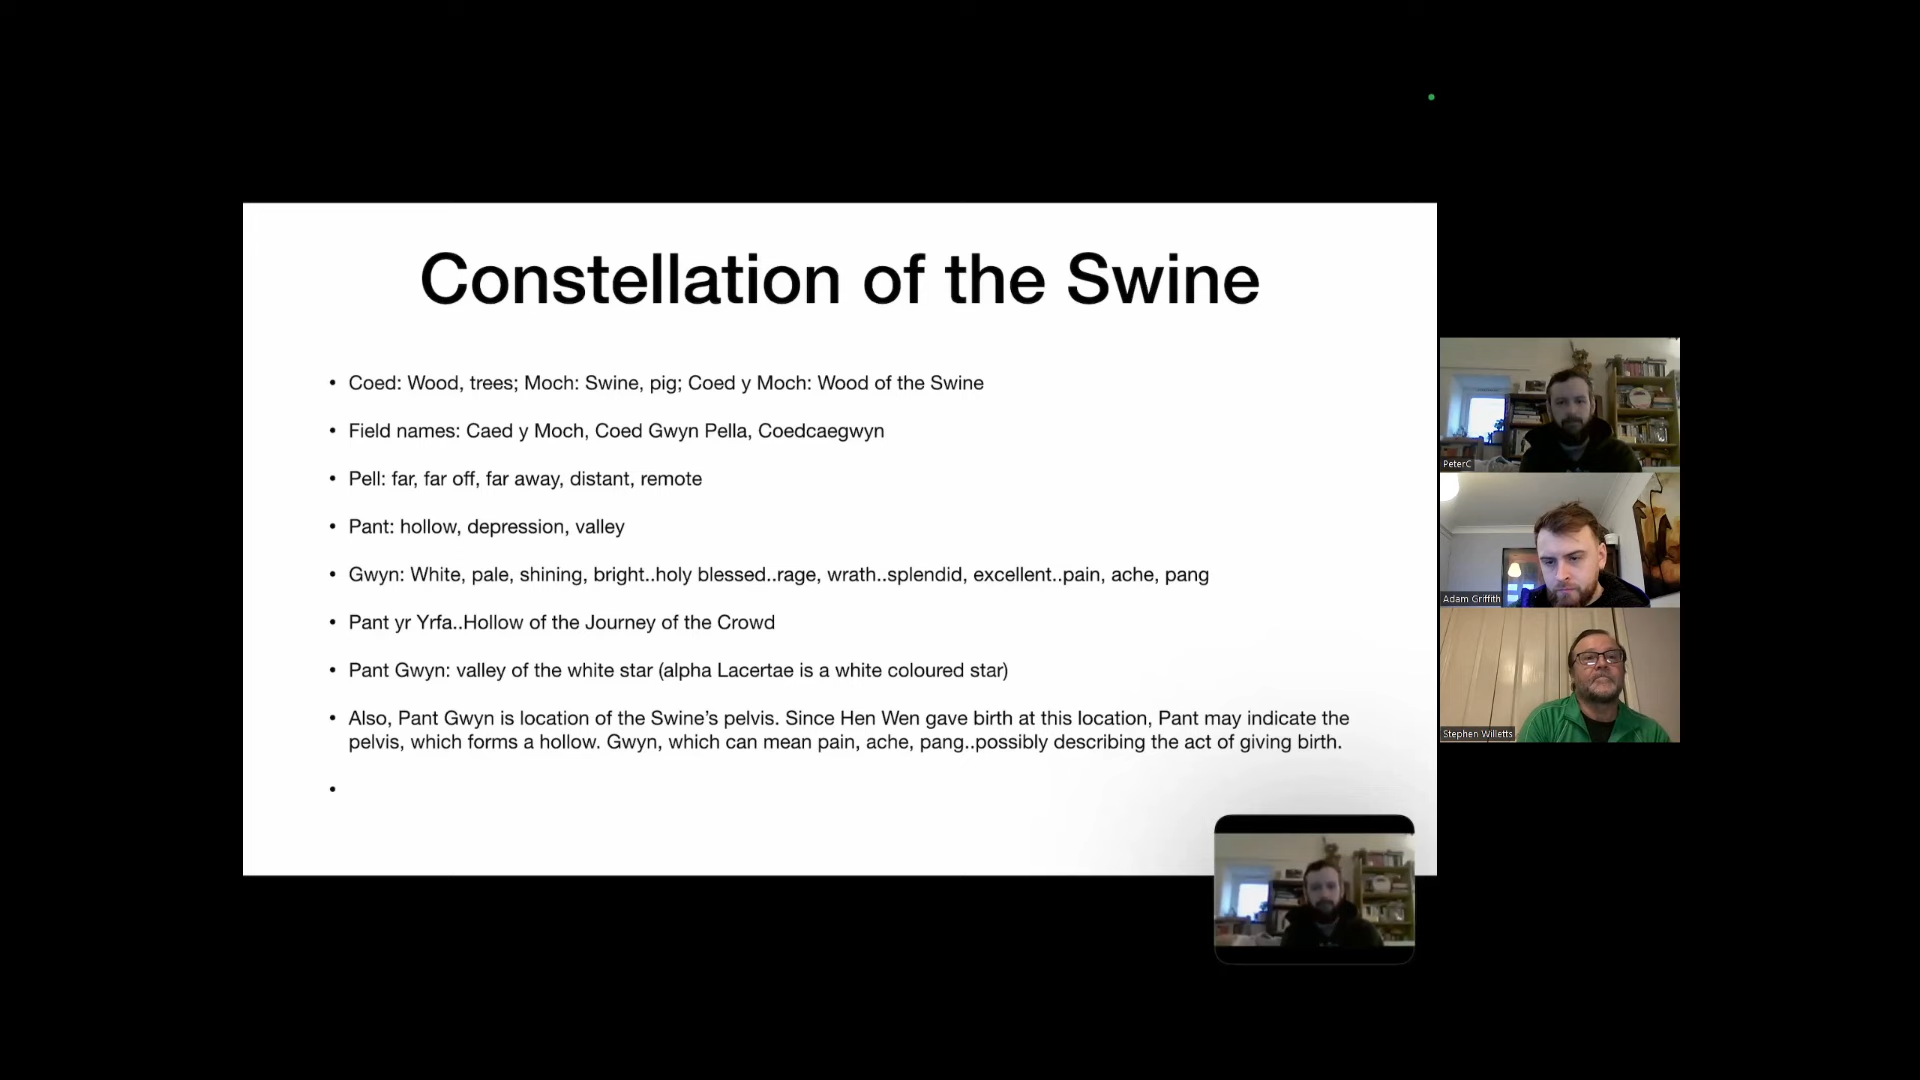 Constellation of the Swine
• Coed: Wood, trees; Moch: Swine, pig; Coed y Moch: Wood of the Swine
• Field names: Caed y Moch, Coed Gwyn Pella, Coedcaegwyn
• Pell: far, far off, far away, distant, remote
• Pant: hollow, depression, valley
• Gwyn: White, pale, shining, bright..holy blessed..rage, wrath..splendid, excellent..pain, ache, pang
• Pant yr Yrfa..Hollow of the Journey of the Crowd
• Pant Gwyn: valley of the white star (alpha Lacertae is a white coloured star)
• Also, Pant Gwyn is location of the Swine's pelvis. Since Hen Wen gave birth at this location, Pant may indicate the
pelvis, which forms a hollow. Gwyn, which can mean pain, ache, pang..possibly describing the act of giving birth.
•
PeterC
Adam Griffith
Stephen Willetts